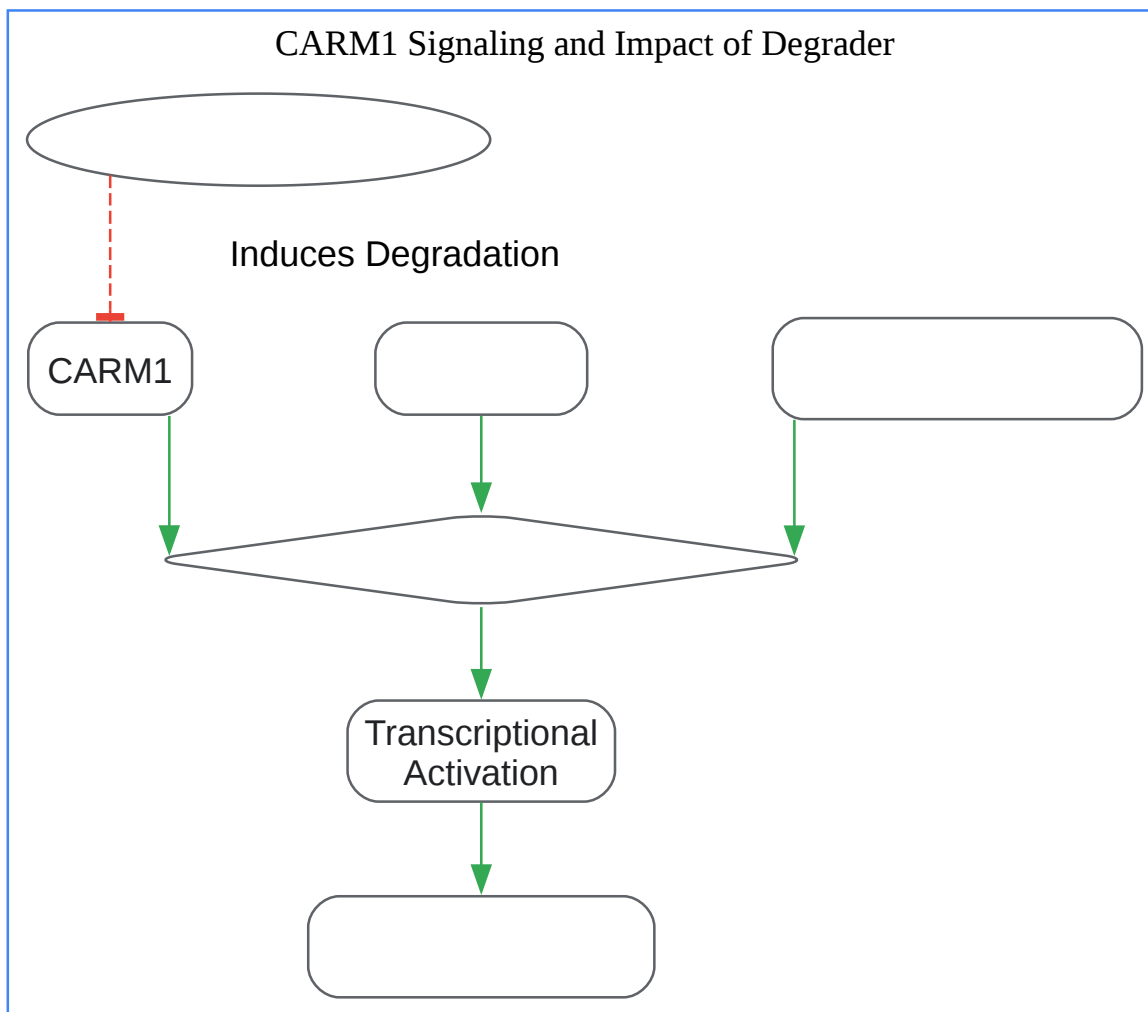 CARM1 Signaling and Impact of Degrader
Induces Degradation
CARM1
Transcriptional
Activation